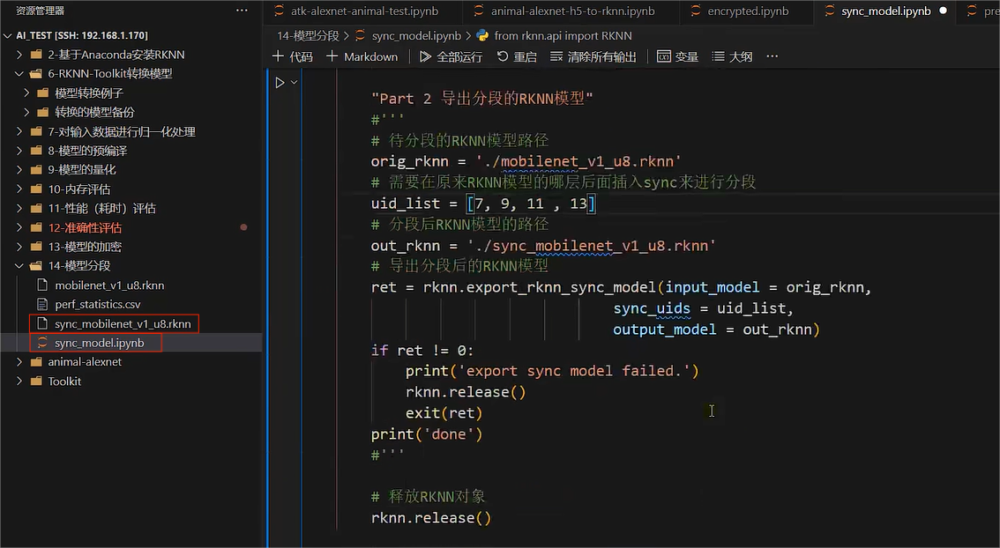 资源管理器
AI_TEST [SSH: 192.168.1.170]
2-基于Anaconda安装RKNN
6-RKNN-Toolkit转换模型
模型转换例子
转换的模型备份
7-对输入数据进行归一化处理
8-模型的预编译
9-模型的量化
10-内存评估
11-性能（耗时）评估
12-准确性评估
13-模型的加密
14-模型分段
mobilenet_v1_u8.rknn
perf_statistics.csv
sync_mobilenet_v1_u8.rknn
sync_model.ipynb
animal-alexnet
Toolkit
atk-alexnet-animal-test.ipynb
animal-alexnet-h5-to-rknn.ipynb
encrypted.ipynb
sync_model.ipynb
pre
14-模型分段 > sync_model.ipynb > from rknn.api import RKNN
+ 代码 + Markdown 全部运行 重启 清除所有输出 变量 大纲 ···
"Part 2 导出分段的RKNN模型"
#'''
# 待分段的RKNN模型路径
orig_rknn = './mobilenet_v1_u8.rknn'
# 需要在原来RKNN模型的哪层后面插入sync来进行分段
uid_list = [7, 9, 11 , 13]
# 分段后RKNN模型的路径
out_rknn = './sync_mobilenet_v1_u8.rknn'
# 导出分段后的RKNN模型
ret = rknn.export_rknn_sync_model(input_model = orig_rknn,
sync_uids = uid_list,
output_model = out_rknn)
if ret != 0:
print('export sync model failed.')
rknn.release()
exit(ret)
print('done')
#'''
# 释放RKNN对象
rknn.release()